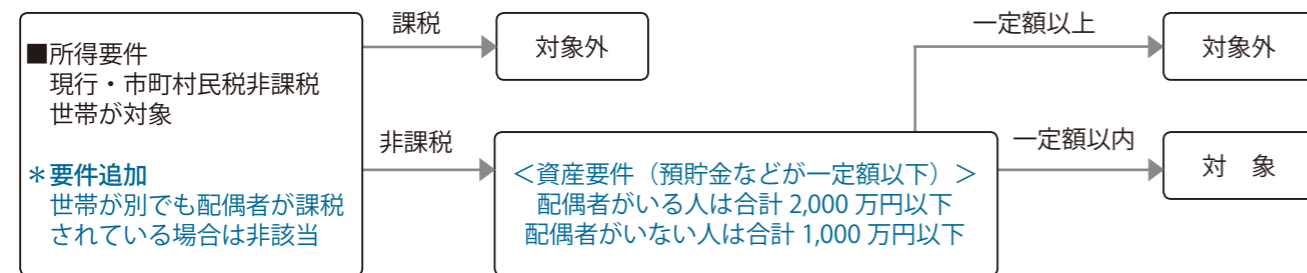 ■所得要件
現行・市町村民税非課税
世帯が対象
＊要件追加
世帯が別でも配偶者が課税
されている場合は非該当
課税
対象外
非課税
＜資産要件（預貯金などが一定額以下）＞
配偶者がいる人は合計 2,000 万円以下
配偶者がいない人は合計 1,000 万円以下
一定額以上
対象外
一定額以内
対　象